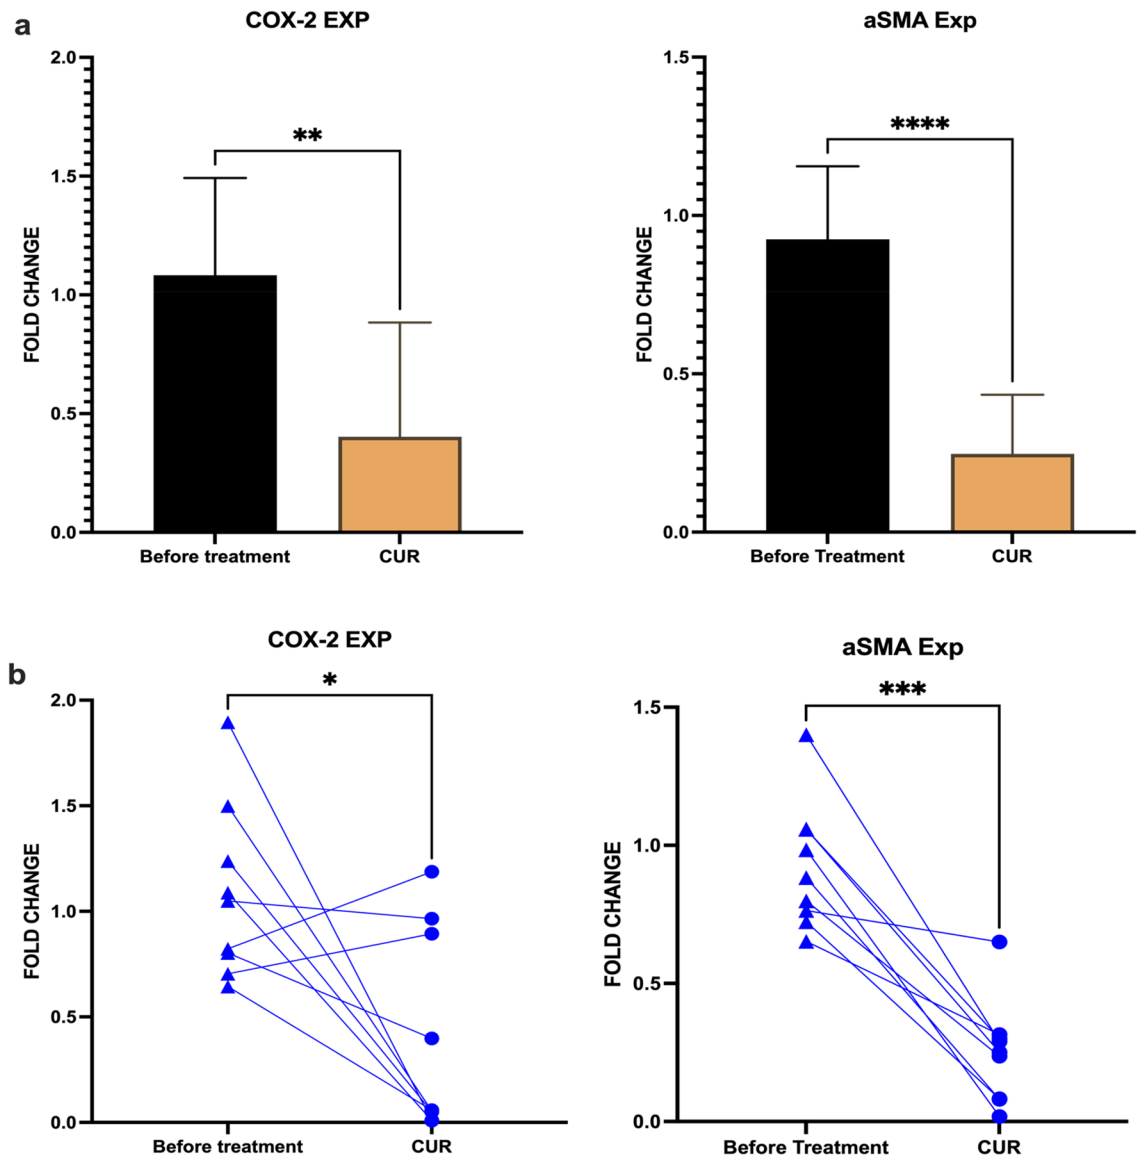 a
COX-2 EXP
2.0
1.5
1.0
0.5
0.0
FOLD CHANGE
**
Before treatment
CUR
aSMA Exp
1.5
1.0
0.5
0.0
FOLD CHANGE
****
Before Treatment
CUR
b
COX-2 EXP
2.0
1.5
1.0
0.5
0.0
FOLD CHANGE
*
Before treatment
CUR
aSMA Exp
1.5
1.0
0.5
0.0
FOLD CHANGE
***
Before Treatment
CUR